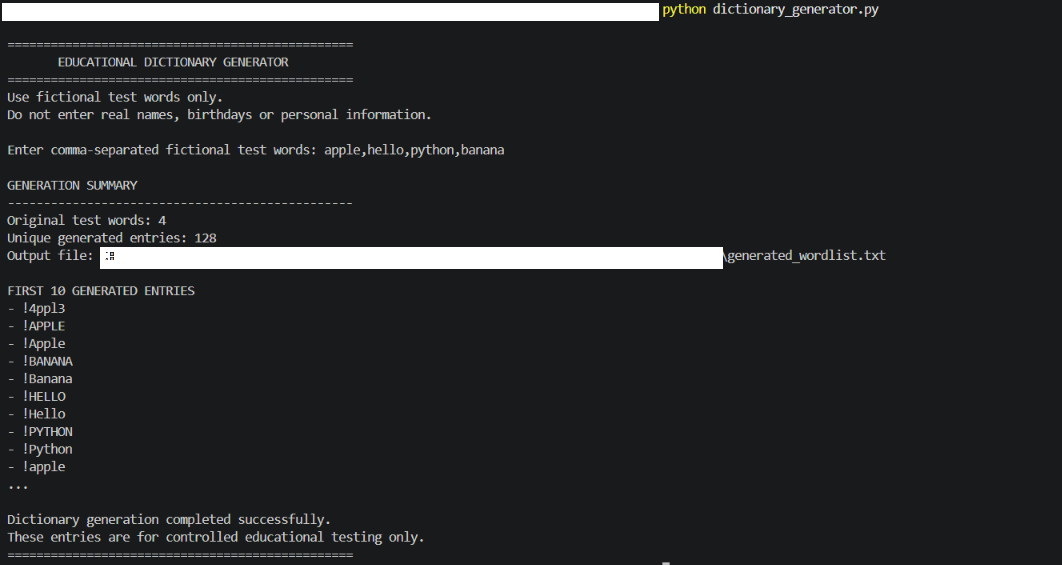 python dictionary_generator.py
================================================
EDUCATIONAL DICTIONARY GENERATOR
================================================
Use fictional test words only.
Do not enter real names, birthdays or personal information.
Enter comma-separated fictional test words: apple,hello,python,banana
GENERATION SUMMARY
------------------------------------------------
Original test words: 4
Unique generated entries: 128
Output file: \generated_wordlist.txt
FIRST 10 GENERATED ENTRIES
- !4ppl3
- !APPLE
- !Apple
- !BANANA
- !Banana
- !HELLO
- !Hello
- !PYTHON
- !Python
- !apple
...
Dictionary generation completed successfully.
These entries are for controlled educational testing only.
================================================